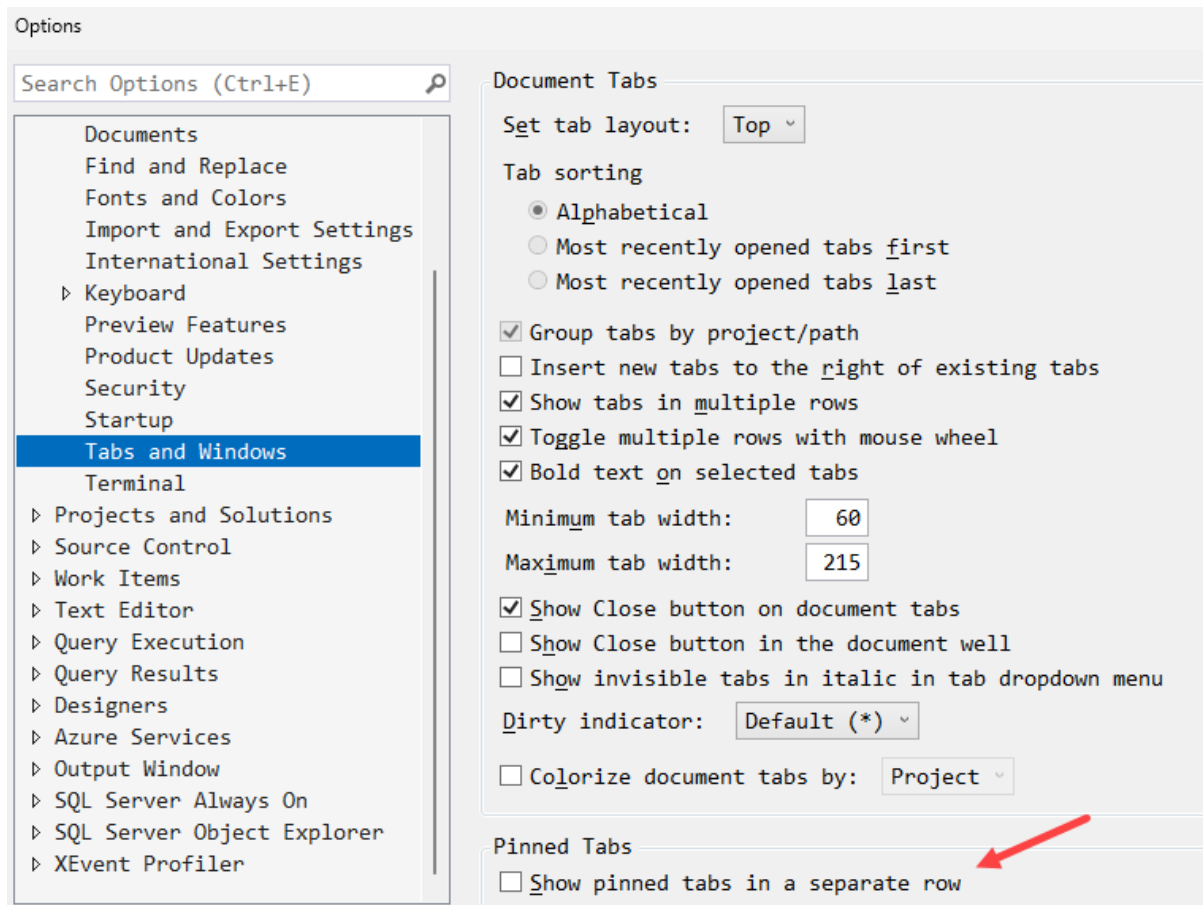 Options
Search Options (Ctrl+E)
Documents
Find and Replace
Fonts and Colors
Import and Export Settings
International Settings
Keyboard
Preview Features
Product Updates
Security
Startup
Tabs and Windows
Terminal
Projects and Solutions
Source Control
Work Items
Text Editor
Query Execution
Query Results
Designers
Azure Services
Output Window
SQL Server Always On
SQL Server Object Explorer
XEvent Profiler
Document Tabs
Set tab layout: Top
Tab sorting
Alphabetical
Most recently opened tabs first
Most recently opened tabs last
Group tabs by project/path
Insert new tabs to the right of existing tabs
Show tabs in multiple rows
Toggle multiple rows with mouse wheel
Bold text on selected tabs
Minimum tab width: 60
Maximum tab width: 215
Show Close button on document tabs
Show Close button in the document well
Show invisible tabs in italic in tab dropdown menu
Dirty indicator: Default (*)
Colorize document tabs by: Project
Pinned Tabs
Show pinned tabs in a separate row